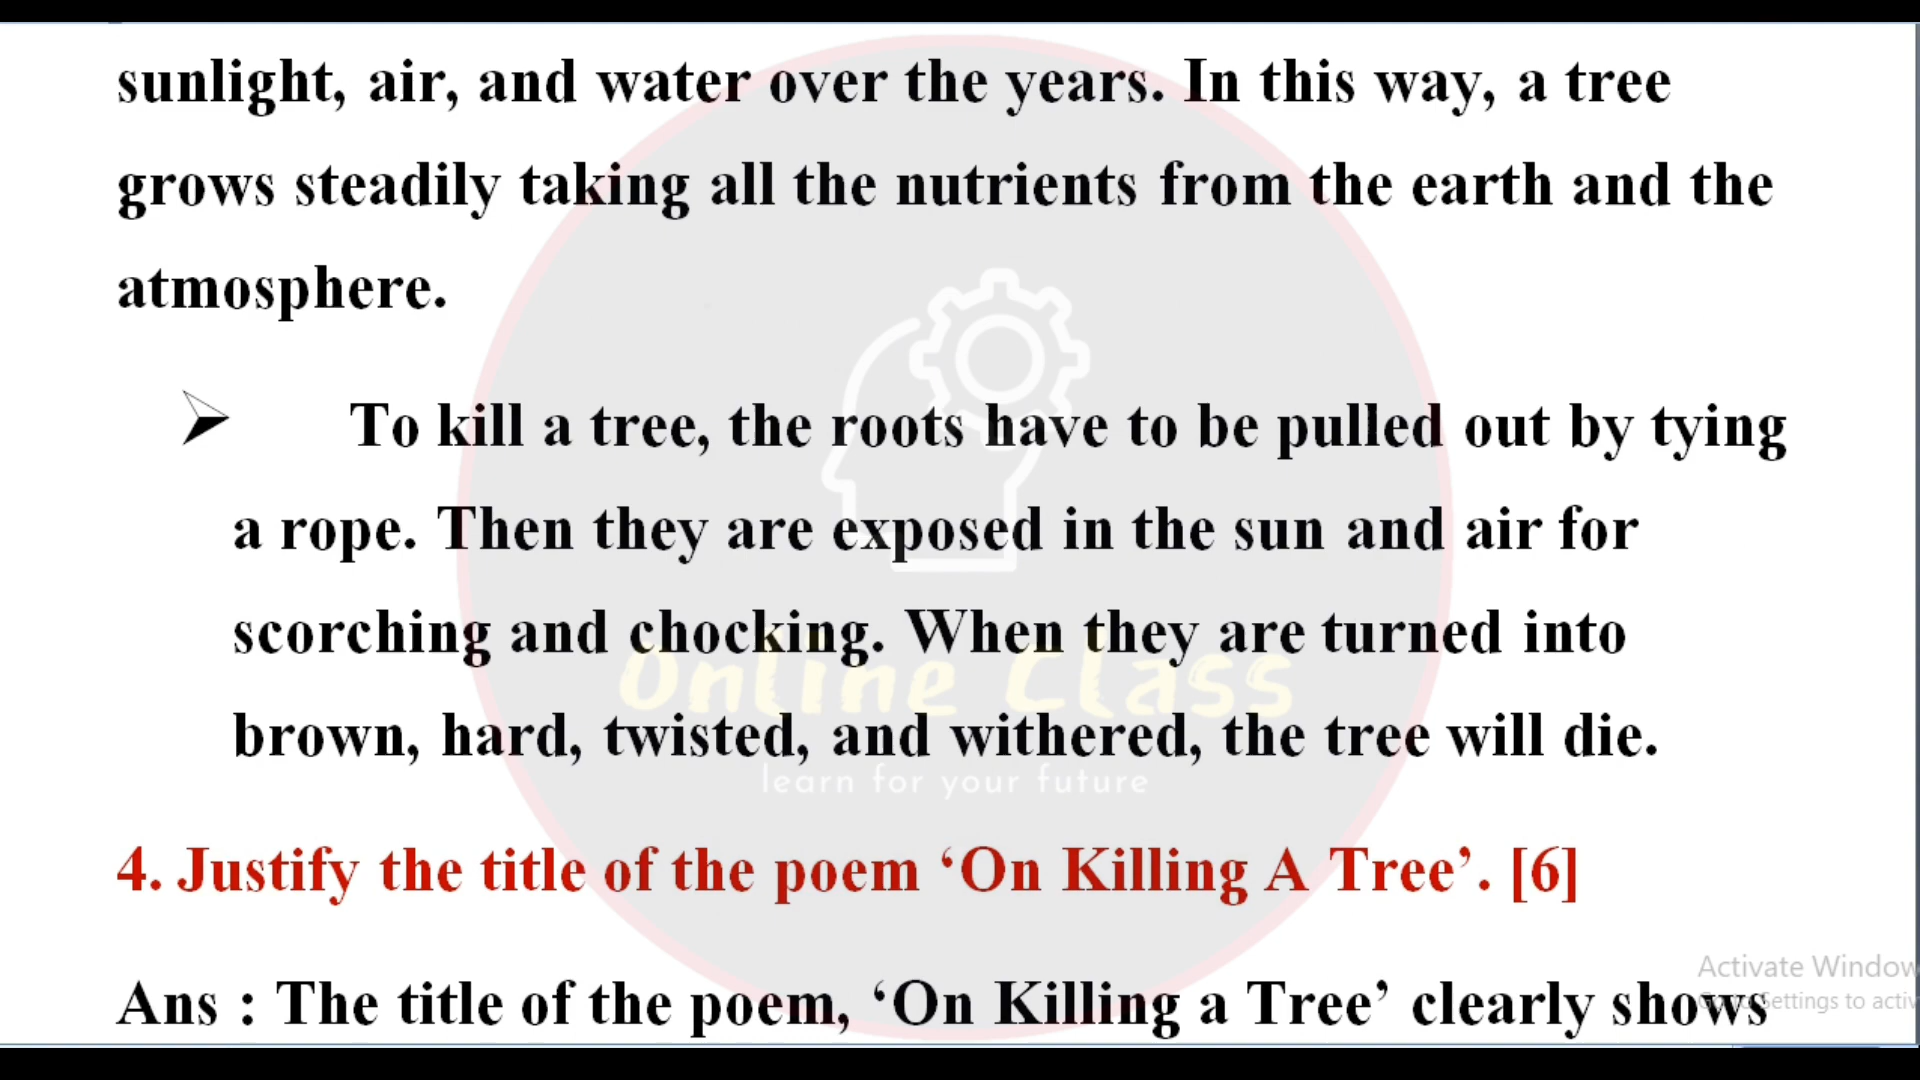 sunlight, air, and water over the years. In this way, a tree
grows steadily taking all the nutrients from the earth and the
atmosphere.
To kill a tree, the roots have to be pulled out by tying
a rope. Then they are exposed in the sun and air for
scorching and chocking. When they are turned into
Online Class
brown, hard, twisted, and withered, the tree will die.
learn for your future
4. Justify the title of the poem ‘On Killing A Tree’. [6]
Activate Window
Ans : The title of the poem, ‘On Killing a Tree’ clearly shows
Settings to activ